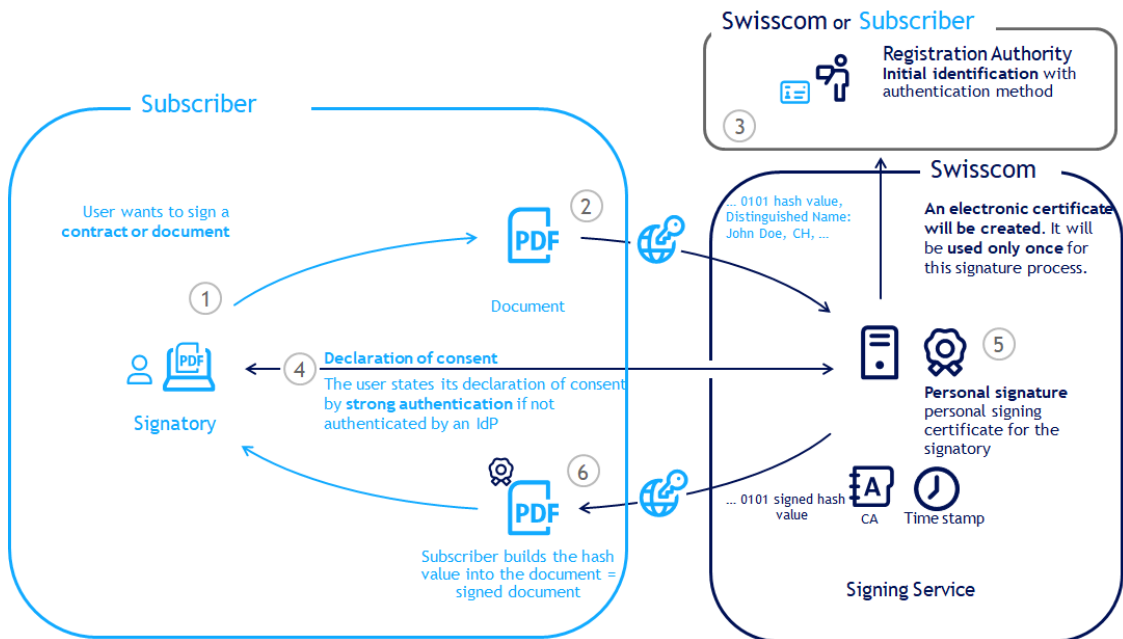 Swisscom or Subscriber
Registration Authority
Initial identification with
authentication method
3
Subscriber
Swisscom
User wants to sign a
contract or document
2
PDF
Document
... 0101 hash value,
Distinguished Name:
John Doe, CH, ...
An electronic certificate
will be created. It will
be used only once for
this signature process.
1
PDF
Signatory
4
Declaration of consent
The user states its declaration of consent
by strong authentication if not
authenticated by an IdP
5
Personal signature
personal signing
certificate for the
signatory
6
PDF
Subscriber builds the hash
value into the document =
signed document
... 0101 signed hash
value
A
CA
Time stamp
Signing Service